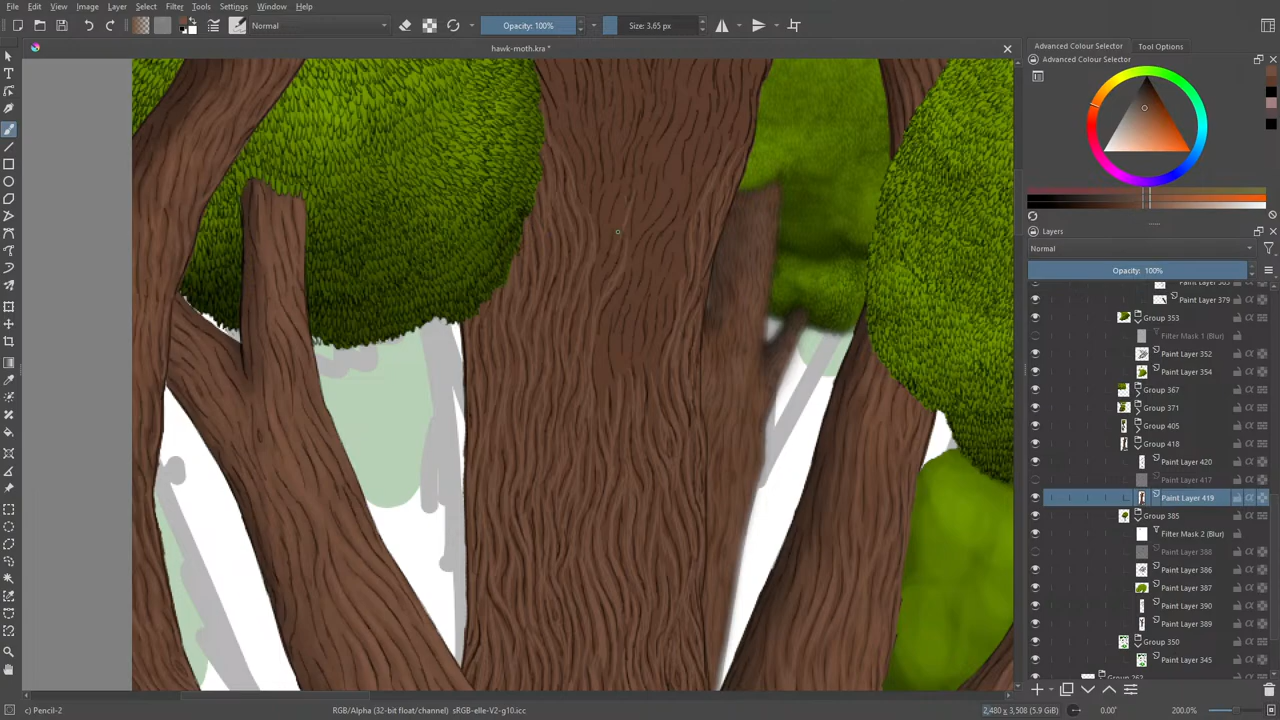 File Edit View Image Layer Select Filter Tools Settings Window Help
Normal Opacity: 100% Size: 3.65 px
hawk-moth.kra *
Advanced Colour Selector Tool Options
Advanced Colour Selector
Layers
Normal
Opacity: 100%
Paint Layer 379
Group 353
Filter Mask 1 (Blur)
Paint Layer 352
Paint Layer 354
Group 367
Group 371
Group 405
Group 418
Paint Layer 420
Paint Layer 417
Paint Layer 419
Group 385
Filter Mask 2 (Blur)
Paint Layer 388
Paint Layer 386
Paint Layer 387
Paint Layer 390
Paint Layer 389
Group 350
Paint Layer 345
c) Pencil-2 RGB/Alpha (32-bit float/channel) sRGB-elle-V2-g10.icc 2,480 x 3,508 (5.9 GiB) 0.00° 200.0%